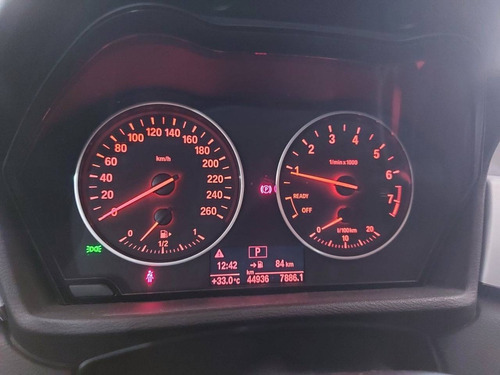 0 20 40 60 80 100 120 140 160 180 200 220 240 260
km/h
0 1/2 1
1 2 3 4 5 6 7
1/min x 1000
READY
OFF
0 10 20
l/100km
P
12:42 84 km
km
+33.0°C 44936 7886.1